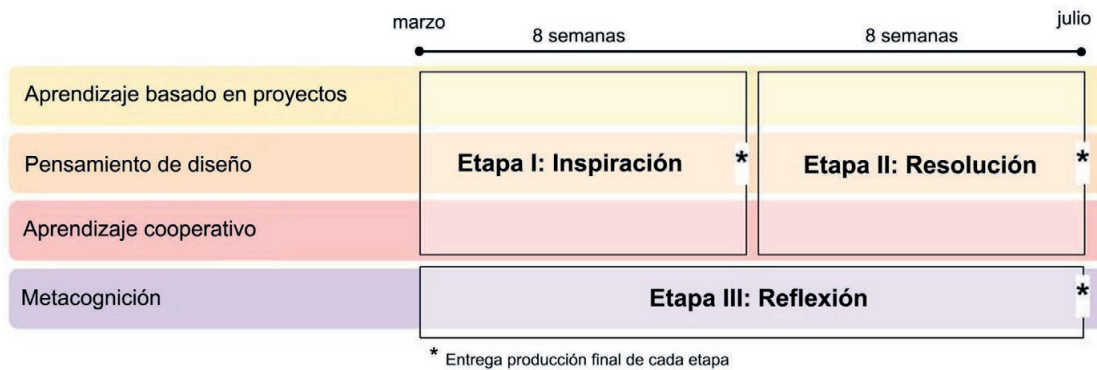 marzo
julio
8 semanas
8 semanas
Aprendizaje basado en proyectos
Pensamiento de diseño
Etapa I: Inspiración *
Etapa II: Resolución *
Aprendizaje cooperativo
Metacognición
Etapa III: Reflexión *
* Entrega producción final de cada etapa